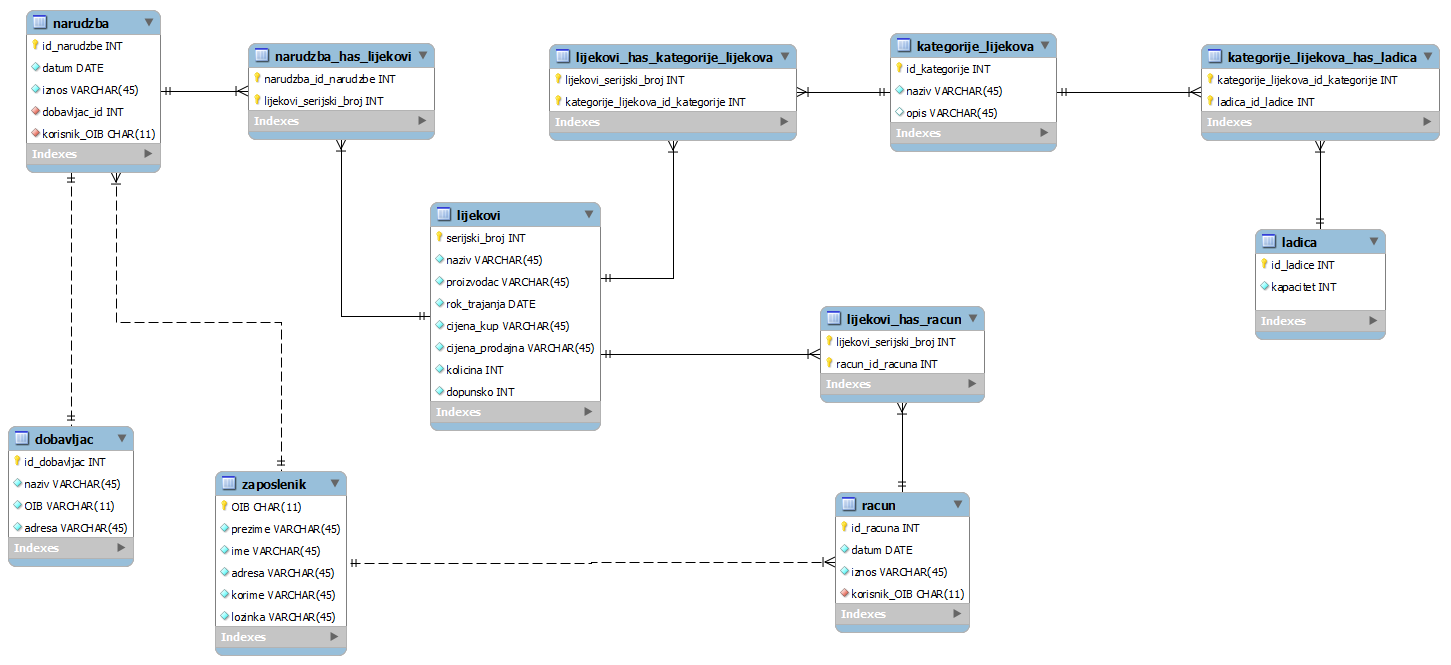 narudzba
id_narudzbe INT
datum DATE
iznos VARCHAR(45)
dobavljac_id INT
korisnik_OIB CHAR(11)
Indexes
narudzba_has_lijekovi
narudzba_id_narudzbe INT
lijekovi_serijski_broj INT
Indexes
lijekovi_has_kategorije_lijekova
lijekovi_serijski_broj INT
kategorije_lijekova_id_kategorije INT
Indexes
kategorije_lijekova
id_kategorije INT
naziv VARCHAR(45)
opis VARCHAR(45)
Indexes
kategorije_lijekova_has_ladica
kategorije_lijekova_id_kategorije INT
ladica_id_ladice INT
Indexes
lijekovi
serijski_broj INT
naziv VARCHAR(45)
proizvodac VARCHAR(45)
rok_trajanja DATE
cijena_kup VARCHAR(45)
cijena_prodajna VARCHAR(45)
kolicina INT
dopunsko INT
Indexes
ladica
id_ladice INT
kapacitet INT
Indexes
lijekovi_has_racun
lijekovi_serijski_broj INT
racun_id_racuna INT
Indexes
dobavljac
id_dobavljac INT
naziv VARCHAR(45)
OIB VARCHAR(11)
adresa VARCHAR(45)
Indexes
zaposlenik
OIB CHAR(11)
prezime VARCHAR(45)
ime VARCHAR(45)
adresa VARCHAR(45)
korime VARCHAR(45)
lozinka VARCHAR(45)
Indexes
racun
id_racuna INT
datum DATE
iznos VARCHAR(45)
korisnik_OIB CHAR(11)
Indexes